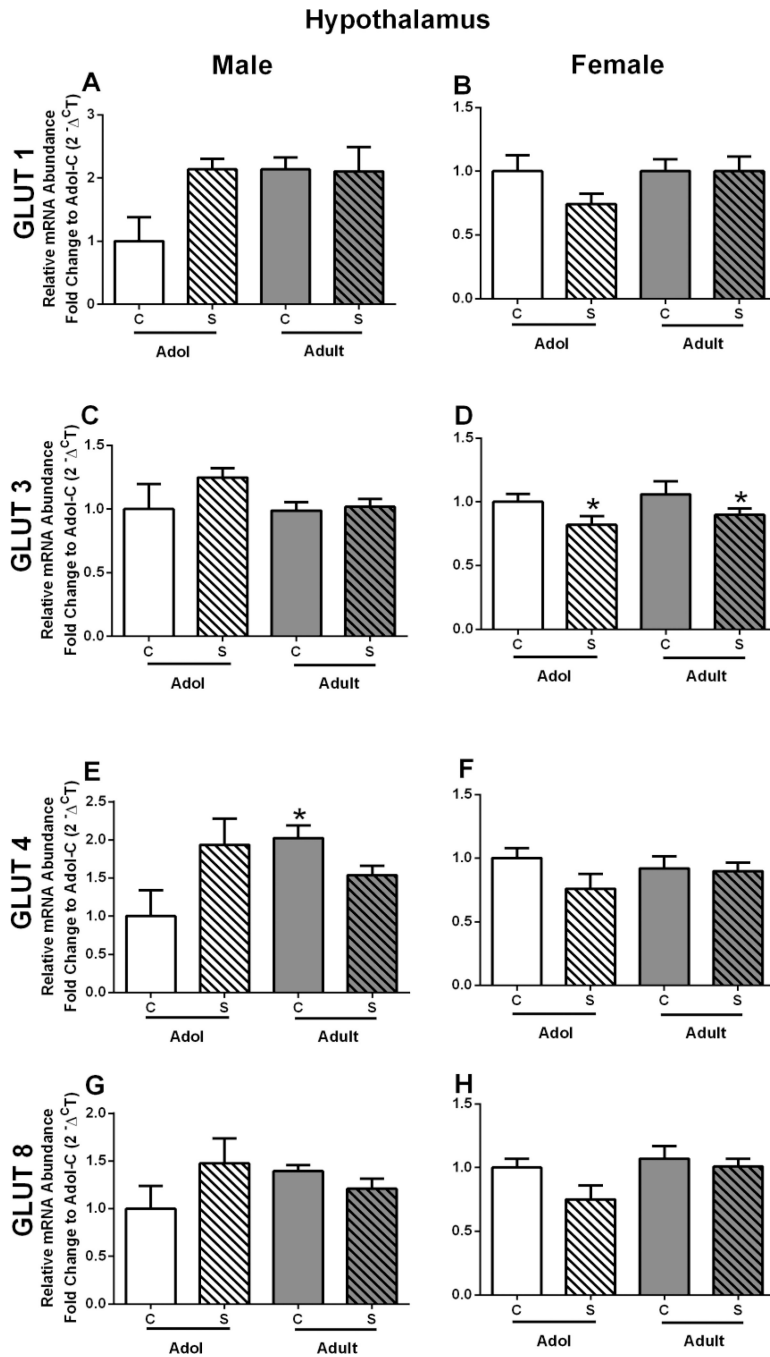 Hypothalamus
Male
Female
GLUT 1
A
Relative mRNA Abundance
Fold Change to Adol-C (2 -ΔCT)
3
2
1
0
C
S
C
S
Adol
Adult
B
1.5
1.0
0.5
0.0
C
S
C
S
Adol
Adult
GLUT 3
C
Relative mRNA Abundance
Fold Change to Adol-C (2 -ΔCT)
1.5
1.0
0.5
0.0
C
S
C
S
Adol
Adult
D
1.5
1.0
0.5
0.0
*
*
C
S
C
S
Adol
Adult
GLUT 4
E
Relative mRNA Abundance
Fold Change to Adol-C (2 -ΔCT)
2.5
2.0
1.5
1.0
0.5
0.0
*
C
S
C
S
Adol
Adult
F
1.5
1.0
0.5
0.0
C
S
C
S
Adol
Adult
GLUT 8
G
Relative mRNA Abundance
Fold Change to Adol-C (2 -ΔCT)
2.0
1.5
1.0
0.5
0.0
C
S
C
S
Adol
Adult
H
1.5
1.0
0.5
0.0
C
S
C
S
Adol
Adult